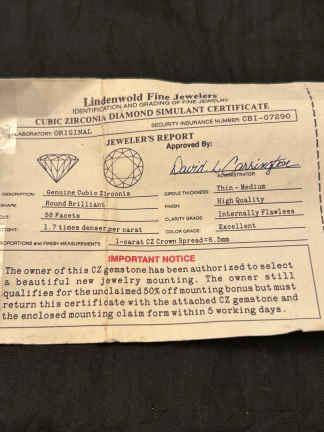 Lindenwold Fine Jewelers
IDENTIFICATION AND GRADING OF FINE JEWELRY
CUBIC ZIRCONIA DIAMOND SIMULANT CERTIFICATE
LABORATORY: ORIGINAL SECURITY INSURANCE NUMBER: CBI-07290
JEWELER'S REPORT
Approved By:
David L. Carrington
ADMINISTRATOR
DESCRIPTION: Genuine Cubic Zirconia GIRDLE THICKNESS: Thin - Medium
SHAPE: Round Brilliant FINISH High Quality
58 Facets CLARITY GRADE Internally Flawless
1.7 times denser per carat COLOR GRADE Excellent
PROPORTIONS and FINISH MEASUREMENTS 1-carat CZ Crown Spread=6.5mm
IMPORTANT NOTICE
The owner of this CZ gemstone has been authorized to select
a beautiful new jewelry mounting. The owner still
qualifies for the unclaimed 50% off mounting bonus but must
return this certificate with the attached CZ gemstone and
the enclosed mounting claim form within 5 working days.